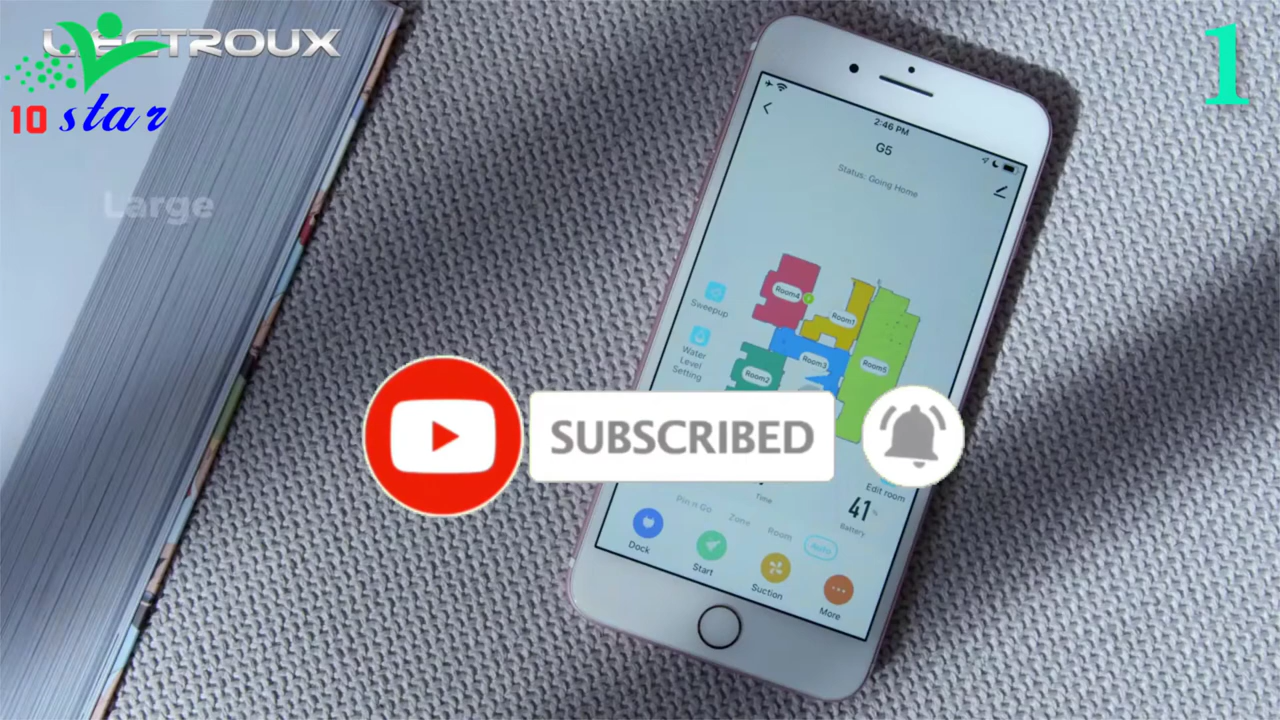 LIECTROUX
10 star
1
Large
2:46 PM
G5
Status: Going Home
Room4
Room1
Sweepup
Room3
Water
Level
Setting
Room2
Room5
SUBSCRIBED
Edit room
Time
41 %
Battery
Pin n Go
Zone
Room
Auto
Dock
Start
Suction
More